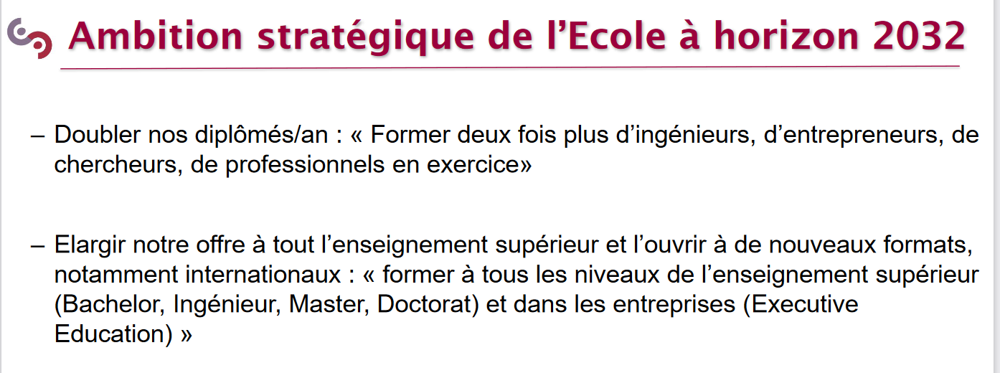 Ambition stratégique de l’Ecole à horizon 2032
– Doubler nos diplômés/an : « Former deux fois plus d’ingénieurs, d’entrepreneurs, de
chercheurs, de professionnels en exercice»
– Elargir notre offre à tout l’enseignement supérieur et l’ouvrir à de nouveaux formats,
notamment internationaux : « former à tous les niveaux de l’enseignement supérieur
(Bachelor, Ingénieur, Master, Doctorat) et dans les entreprises (Executive
Education) »